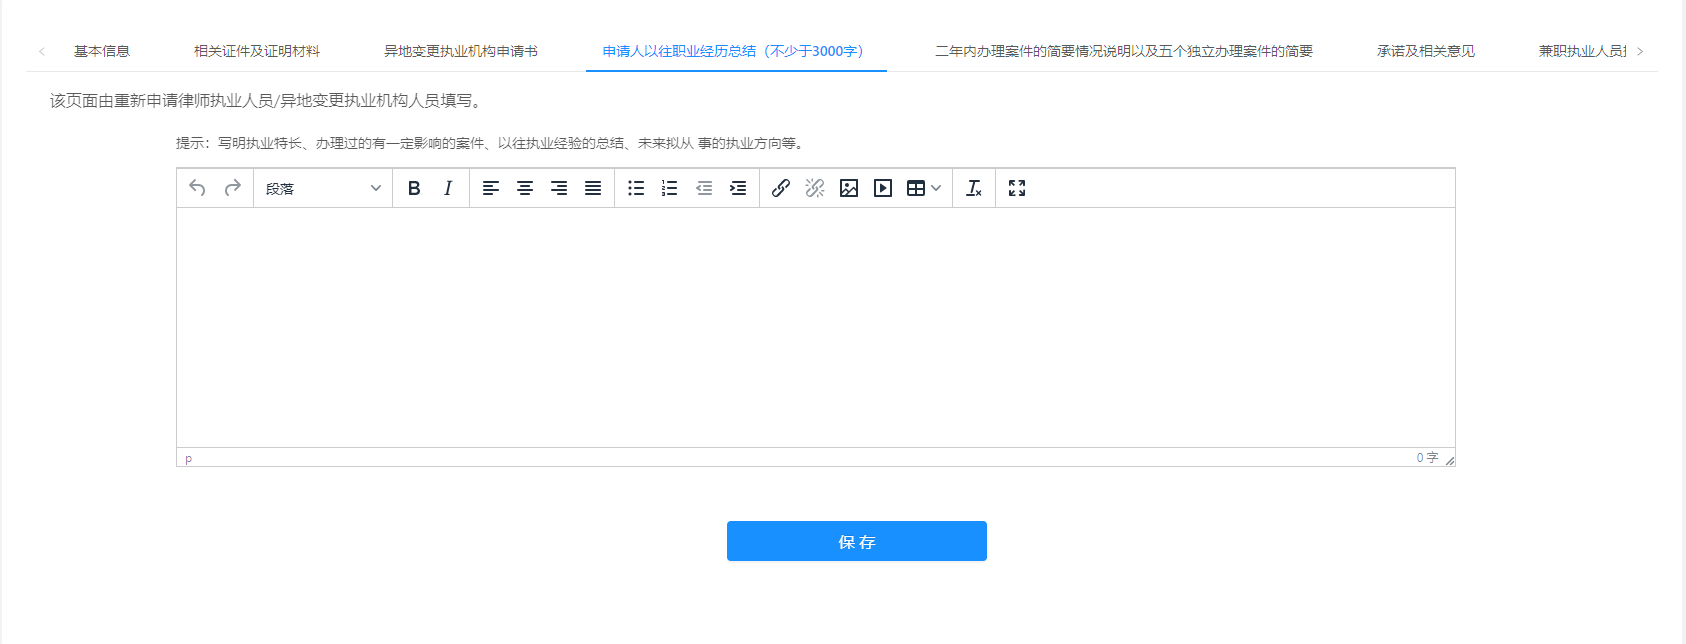 基本信息
相关证件及证明材料
异地变更执业机构申请书
申请人以往职业经历总结（不少于3000字）
二年内办理案件的简要情况说明以及五个独立办理案件的简要
承诺及相关意见
兼职执业人员
该页面由重新申请律师执业人员/异地变更执业机构人员填写。
提示：写明执业特长、办理过的有一定影响的案件、以往执业经验的总结、未来拟从 事的执业方向等。
段落
p
0 字
保 存